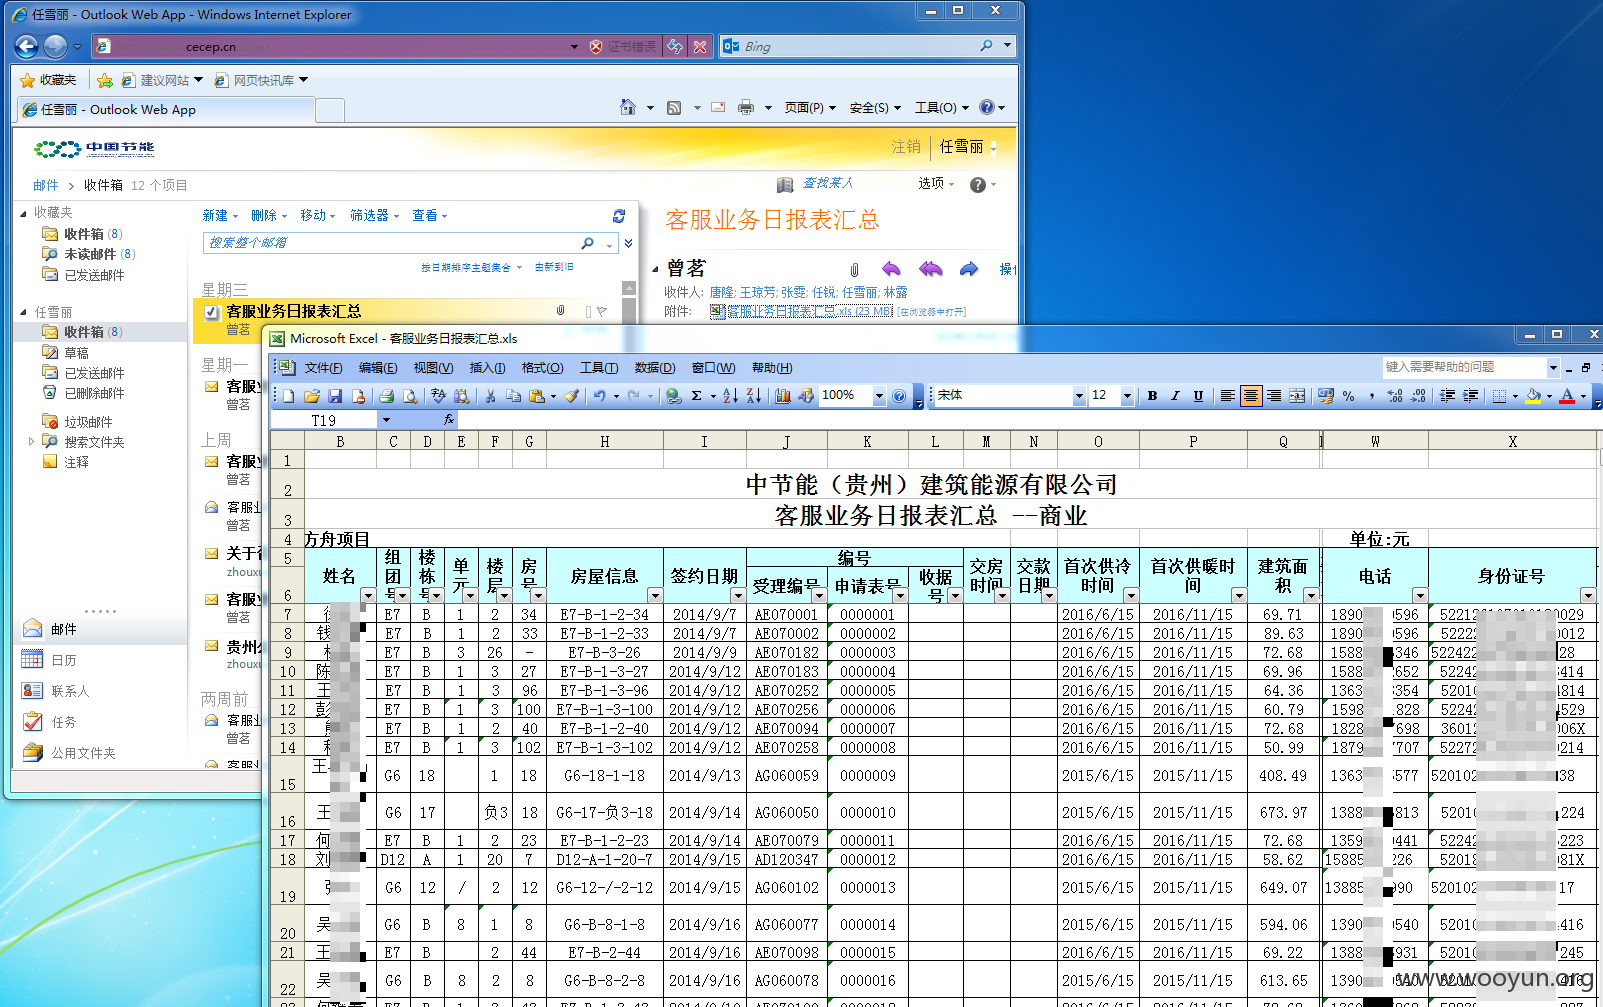 任雪丽 - Outlook Web App - Windows Internet Explorer
cecep.cn
证书错误
Bing
收藏夹
建议网站
网页快讯库
任雪丽 - Outlook Web App
页面(P)
安全(S)
工具(O)
中国节能
注销
任雪丽
邮件 > 收件箱 12 个项目
查找某人
选项
收藏夹
收件箱 (8)
未读邮件 (8)
已发送邮件
任雪丽
收件箱 (8)
草稿
已发送邮件
已删除邮件
垃圾邮件
搜索文件夹
注释
邮件
日历
联系人
任务
公用文件夹
新建 删除 移动 筛选器 查看
搜索整个邮箱
按日期排序主题集合 由新到旧
星期三
客服业务日报表汇总
曾茗
星期一
客服业
曾茗
上周
客服业
曾茗
客服业
曾茗
关于
zhoux
客服业
曾茗
贵州
zhouxu
两周前
客服业
曾茗
客服业
客服业务日报表汇总
曾茗
操作
收件人: 唐隆; 王琼芳; 张雯; 任锐; 任雪丽; 林露
附件: 客服业务日报表汇总.xls (23 MB) [在浏览器中打开]
Microsoft Excel - 客服业务日报表汇总.xls
文件(F) 编辑(E) 视图(V) 插入(I) 格式(O) 工具(T) 数据(D) 窗口(W) 帮助(H)
键入需要帮助的问题
100%
宋体
12
B I U
T19
fx
B C D E F G H I J K L M N O P Q W X
1
2 中节能（贵州）建筑能源有限公司
3 客服业务日报表汇总 --商业
4 方舟项目 单位:元
5
6
姓名 组团号 楼栋号 单元 楼层 房号 房屋信息 签约日期 编号 受理编号 申请表号 收据号 交房时间 交款日期 首次供冷时间 首次供暖时间 建筑面积 电话 身份证号
7 E7 B 1 2 34 E7-B-1-2-34 2014/9/7 AE070001 0000001 2016/6/15 2016/11/15 69.71 1890 0596 0029
8 钱 E7 B 1 2 33 E7-B-1-2-33 2014/9/7 AE070002 0000002 2016/6/15 2016/11/15 89.63 1890 0596 5222 0012
9 E7 B 3 26 - E7-B-3-26 2014/9/9 AE070182 0000003 2016/6/15 2016/11/15 72.68 1588 346 52242 28
10 陈 E7 B 1 3 27 E7-B-1-3-27 2014/9/12 AE070183 0000004 2016/6/15 2016/11/15 69.96 1588 652 5224 414
11 王 E7 B 1 3 96 E7-B-1-3-96 2014/9/12 AE070252 0000005 2016/6/15 2016/11/15 64.36 1363 354 5201 4814
12 彭 E7 B 1 3 100 E7-B-1-3-100 2014/9/12 AE070256 0000006 2016/6/15 2016/11/15 60.79 1598 828 5224 4529
13 熊 E7 B 1 2 40 E7-B-1-2-40 2014/9/12 AE070094 0000007 2016/6/15 2016/11/15 72.68 1828 698 3601 006X
14 E7 B 1 3 102 E7-B-1-3-102 2014/9/12 AE070258 0000008 2016/6/15 2016/11/15 50.99 1879 707 5227 0214
15 王 G6 18 1 18 G6-18-1-18 2014/9/13 AG060059 0000009 2015/6/15 2015/11/15 408.49 1363 577 52010 38
16 王 G6 17 负3 18 G6-17-负3-18 2014/9/14 AG060050 0000010 2015/6/15 2015/11/15 673.97 1388 813 5201 224
17 何 E7 B 1 2 23 E7-B-1-2-23 2014/9/14 AE070079 0000011 2016/6/15 2016/11/15 72.68 1359 441 5224 223
18 刘 D12 A 1 20 7 D12-A-1-20-7 2014/9/15 AD120347 0000012 2016/6/15 2016/11/15 58.62 15885 226 5201 81X
19 张 G6 12 / 2 12 G6-12-/-2-12 2014/9/15 AG060102 0000013 2015/6/15 2015/11/15 649.07 13885 990 52010 17
20 吴 G6 B 8 1 8 G6-B-8-1-8 2014/9/16 AG060077 0000014 2015/6/15 2015/11/15 594.06 1390 540 5201 416
21 王 E7 B 2 44 E7-B-2-44 2014/9/16 AE070098 0000015 2016/6/15 2016/11/15 69.22 1388 931 5201 245
22 吴 G6 B 8 2 8 G6-B-8-2-8 2014/9/16 AG060078 0000016 2015/6/15 2015/11/15 613.65 1390
www.wooyun.org